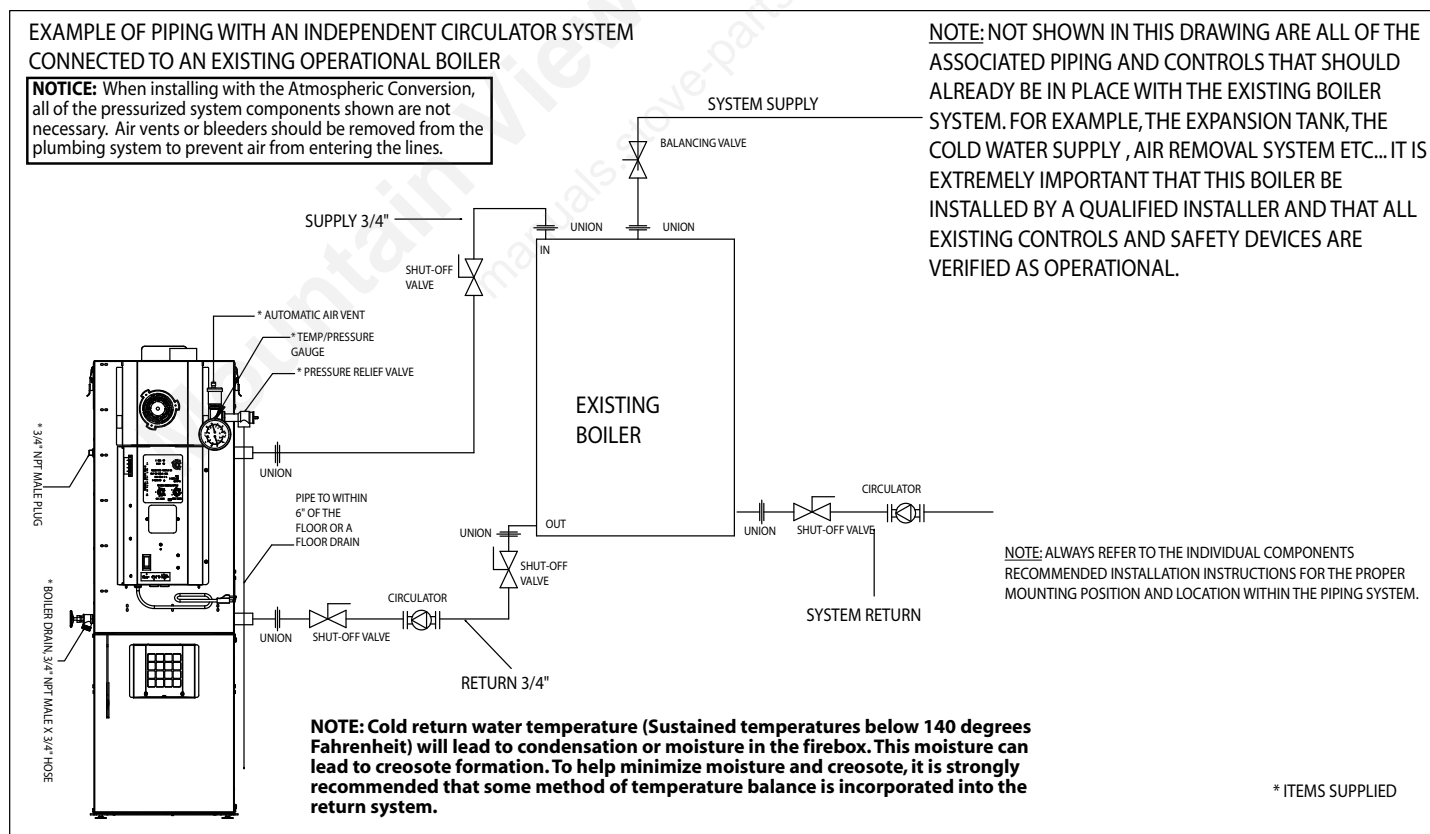 EXAMPLE OF PIPING WITH AN INDEPENDENT CIRCULATOR SYSTEM
CONNECTED TO AN EXISTING OPERATIONAL BOILER
NOTICE: When installing with the Atmospheric Conversion,
all of the pressurized system components shown are not
necessary. Air vents or bleeders should be removed from the
plumbing system to prevent air from entering the lines.
NOTE: NOT SHOWN IN THIS DRAWING ARE ALL OF THE
ASSOCIATED PIPING AND CONTROLS THAT SHOULD
ALREADY BE IN PLACE WITH THE EXISTING BOILER
SYSTEM. FOR EXAMPLE, THE EXPANSION TANK, THE
COLD WATER SUPPLY , AIR REMOVAL SYSTEM ETC... IT IS
EXTREMELY IMPORTANT THAT THIS BOILER BE
INSTALLED BY A QUALIFIED INSTALLER AND THAT ALL
EXISTING CONTROLS AND SAFETY DEVICES ARE
VERIFIED AS OPERATIONAL.
SYSTEM SUPPLY
BALANCING VALVE
SUPPLY 3/4"
UNION
UNION
IN
SHUT-OFF
VALVE
* AUTOMATIC AIR VENT
* TEMP/PRESSURE
GAUGE
* PRESSURE RELIEF VALVE
EXISTING
BOILER
* 3/4" NPT MALE PLUG
UNION
PIPE TO WITHIN
6" OF THE
FLOOR OR A
FLOOR DRAIN
OUT
UNION
SHUT-OFF
VALVE
CIRCULATOR
UNION
SHUT-OFF VALVE
CIRCULATOR
UNION
SHUT-OFF VALVE
SYSTEM RETURN
RETURN 3/4"
* BOILER DRAIN, 3/4" NPT MALE X 3/4" HOSE
NOTE: ALWAYS REFER TO THE INDIVIDUAL COMPONENTS
RECOMMENDED INSTALLATION INSTRUCTIONS FOR THE PROPER
MOUNTING POSITION AND LOCATION WITHIN THE PIPING SYSTEM.
NOTE: Cold return water temperature (Sustained temperatures below 140 degrees
Fahrenheit) will lead to condensation or moisture in the firebox. This moisture can
lead to creosote formation. To help minimize moisture and creosote, it is strongly
recommended that some method of temperature balance is incorporated into the
return system.
* ITEMS SUPPLIED
Mountain View
manuals.stove-parts